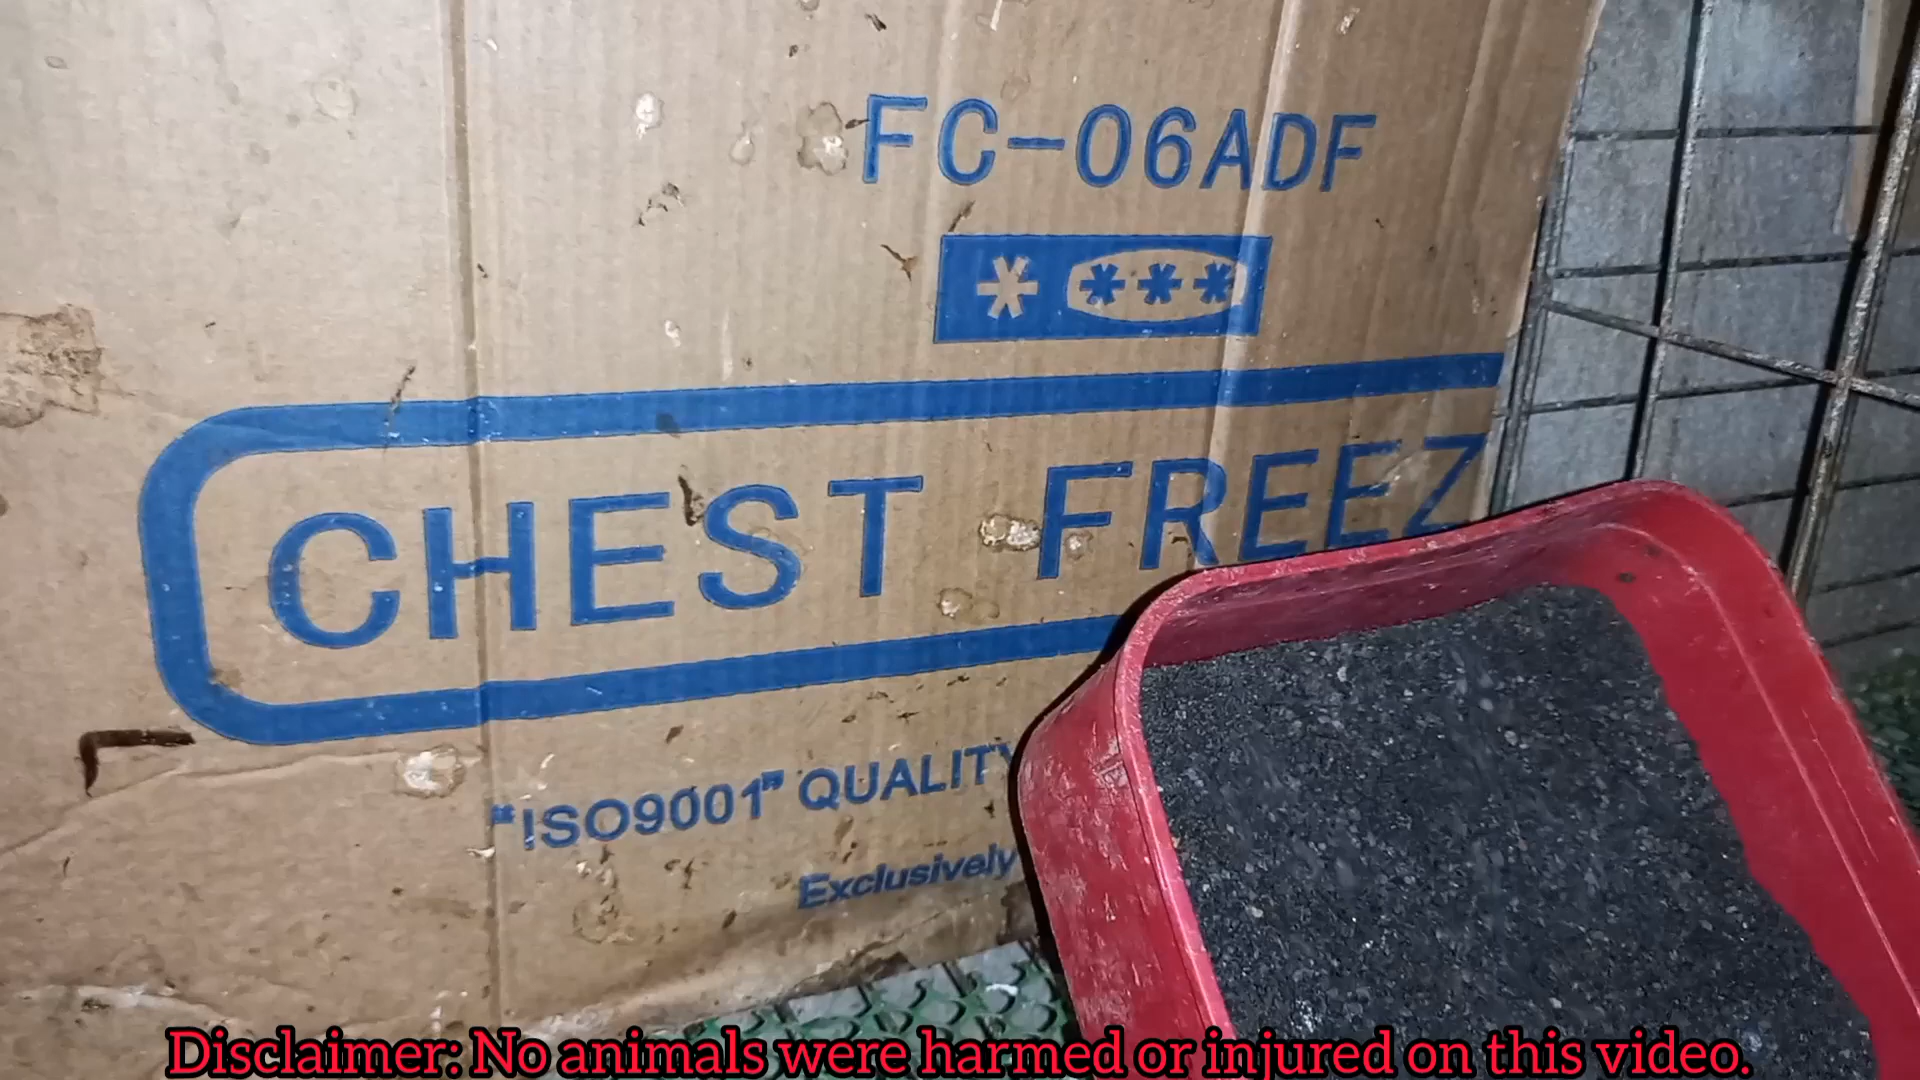 FC-06ADF
CHEST FREEZ
"ISO9001" QUALITY
Exclusively
Disclaimer: No animals were harmed or injured on this video.